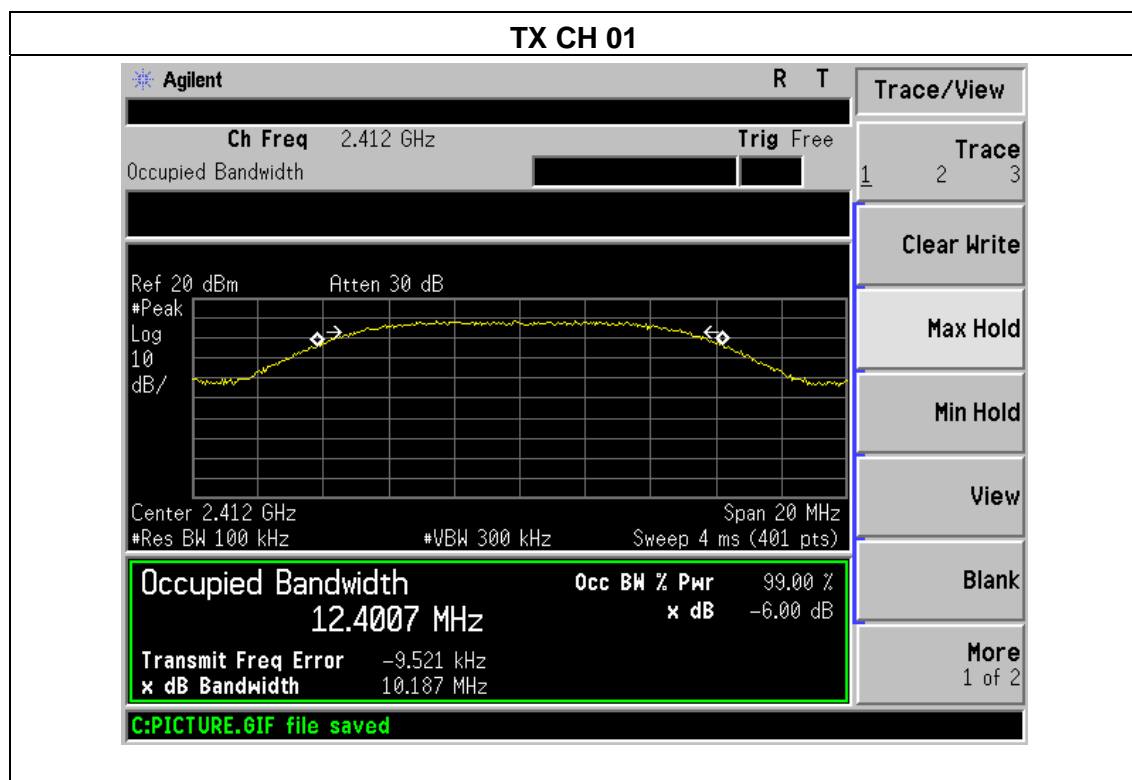 TX CH 01
Agilent R T
Trace/View
Ch Freq 2.412 GHz Trig Free
Occupied Bandwidth
Trace
1 2 3
Clear Write
Ref 20 dBm Atten 30 dB
#Peak
Log
10
dB/
Max Hold
Min Hold
View
Center 2.412 GHz Span 20 MHz
#Res BW 100 kHz #VBW 300 kHz Sweep 4 ms (401 pts)
Occupied Bandwidth Occ BW % Pwr 99.00 %
12.4007 MHz x dB -6.00 dB
Blank
Transmit Freq Error -9.521 kHz
x dB Bandwidth 10.187 MHz
More
1 of 2
C:PICTURE.GIF file saved